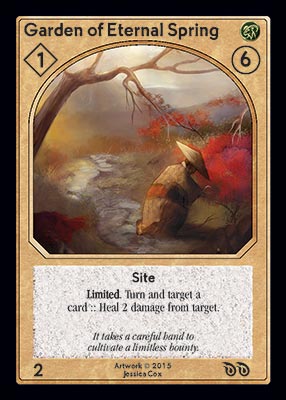 Garden of Eternal Spring
1
6
Site
Limited. Turn and target a
card :: Heal 2 damage from target.
It takes a careful hand to
cultivate a limitless bounty.
2
Artwork © 2015
Jessica Cox